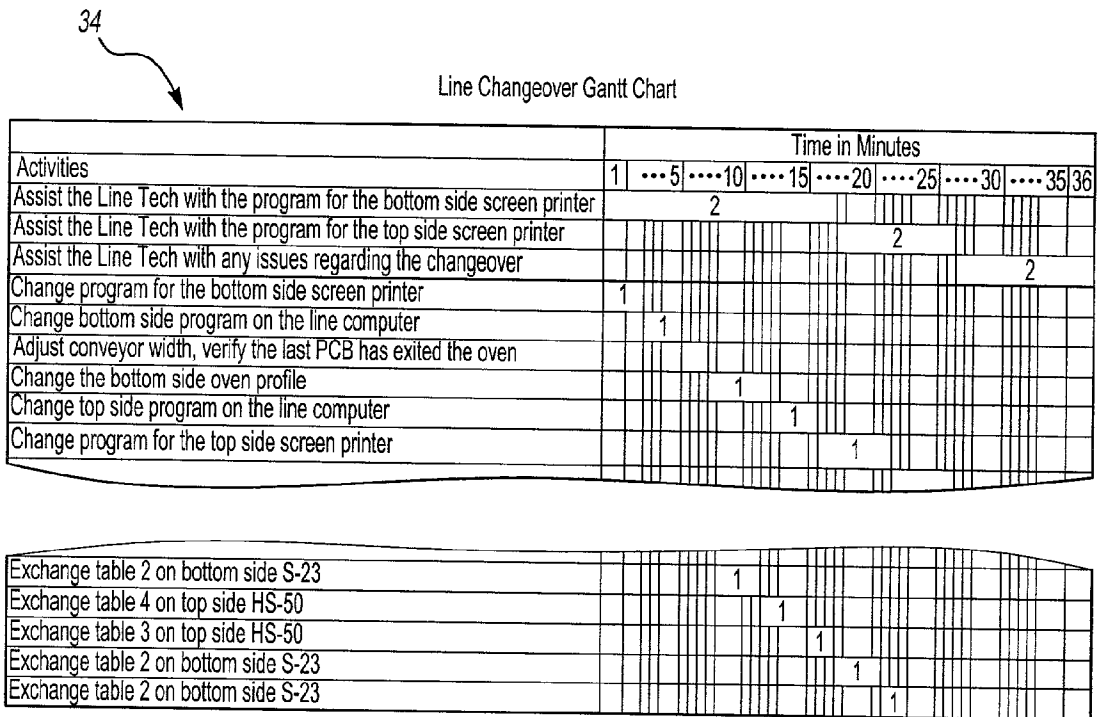 34
Line Changeover Gantt Chart
Time in Minutes
Activities 1 •••5 ••••10 ••••15 ••••20 ••••25 ••••30 ••••35 36
Assist the Line Tech with the program for the bottom side screen printer 2
Assist the Line Tech with the program for the top side screen printer 2
Assist the Line Tech with any issues regarding the changeover 2
Change program for the bottom side screen printer 1
Change bottom side program on the line computer 1
Adjust conveyor width, verify the last PCB has exited the oven
Change the bottom side oven profile 1
Change top side program on the line computer 1
Change program for the top side screen printer 1
Exchange table 2 on bottom side S-23 1
Exchange table 4 on top side HS-50 1
Exchange table 3 on top side HS-50 1
Exchange table 2 on bottom side S-23 1
Exchange table 2 on bottom side S-23 1